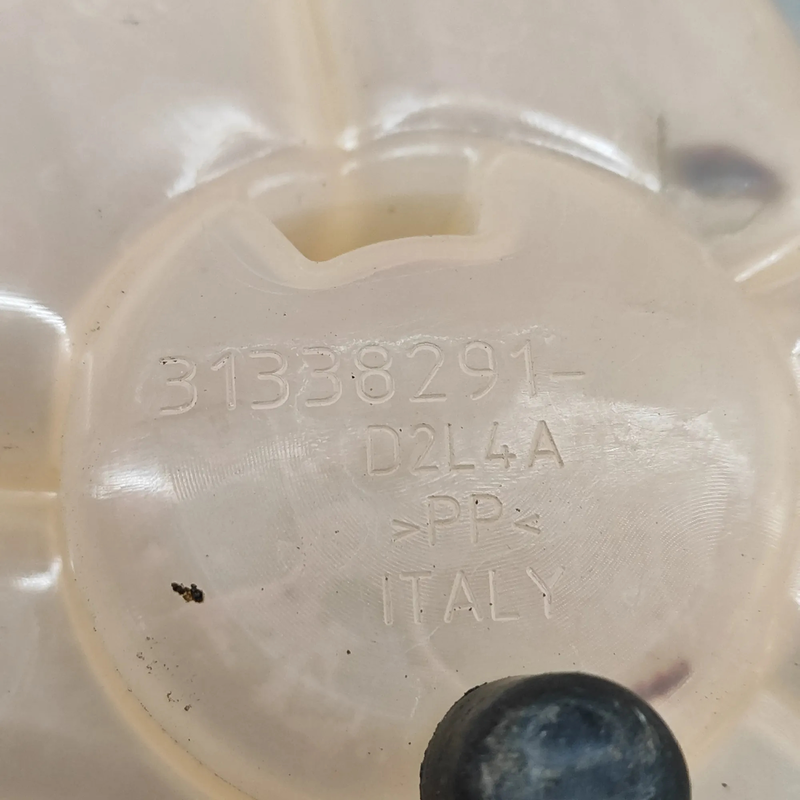 31338291-
D2L4A
>PP<
ITALY